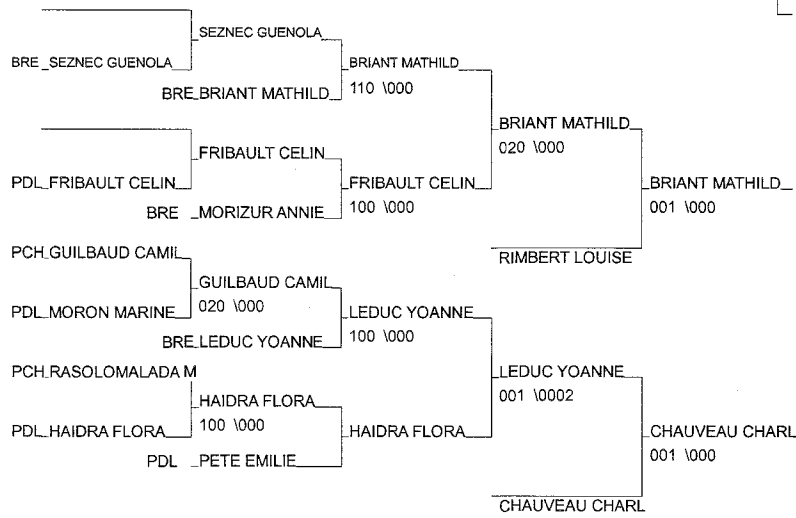 SEZNEC GUENOLA
BRE SEZNEC GUENOLA
BRIANT MATHILD
110 \000
BRE BRIANT MATHILD
BRIANT MATHILD
020 \000
FRIBAULT CELIN
PDL FRIBAULT CELIN
FRIBAULT CELIN
100 \000
BRE MORIZUR ANNIE
BRIANT MATHILD
001 \000
RIMBERT LOUISE
PCH GUILBAUD CAMIL
GUILBAUD CAMIL
020 \000
PDL MORON MARINE
LEDUC YOANNE
100 \000
BRE LEDUC YOANNE
LEDUC YOANNE
001 \0002
PCH RASOLOMALADA M
HAIDRA FLORA
100 \000
PDL HAIDRA FLORA
HAIDRA FLORA
PDL PETE EMILIE
CHAUVEAU CHARL
001 \000
CHAUVEAU CHARL